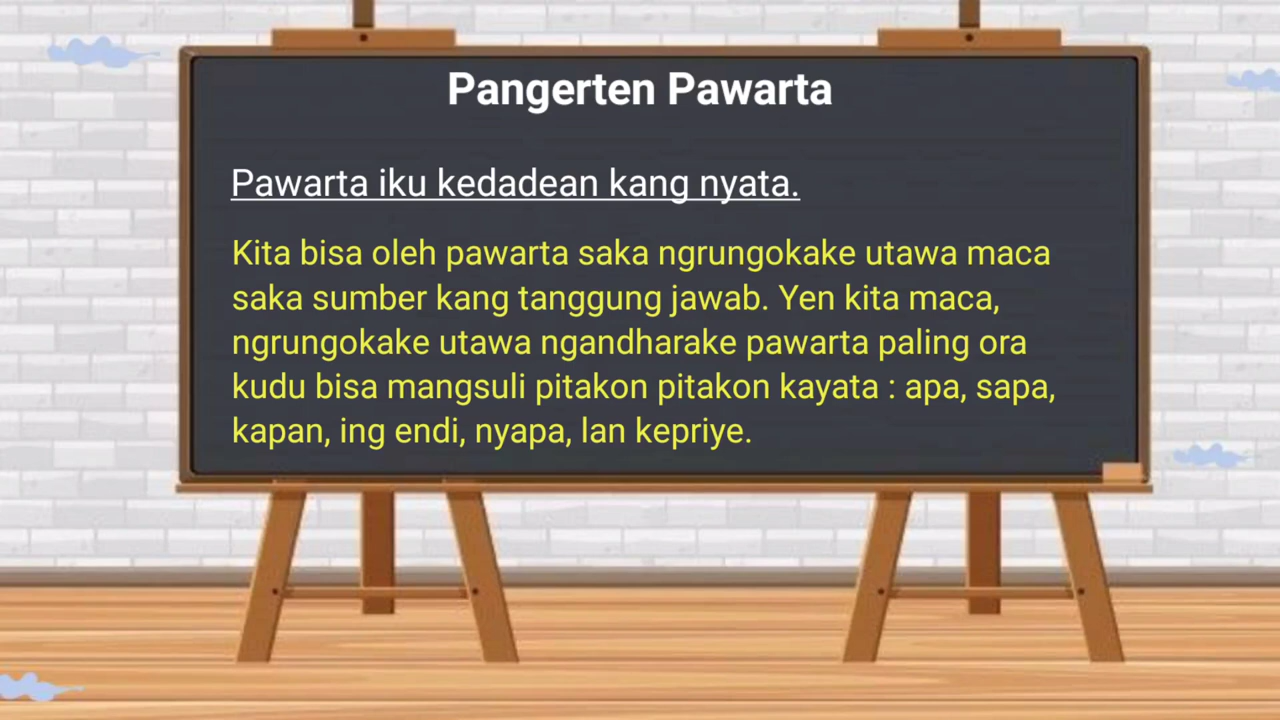 Pangerten Pawarta
Pawarta iku kedadean kang nyata.
Kita bisa oleh pawarta saka ngrungokake utawa maca
saka sumber kang tanggung jawab. Yen kita maca,
ngrungokake utawa ngandharake pawarta paling ora
kudu bisa mangsuli pitakon pitakon kayata : apa, sapa,
kapan, ing endi, nyapa, lan kepriye.